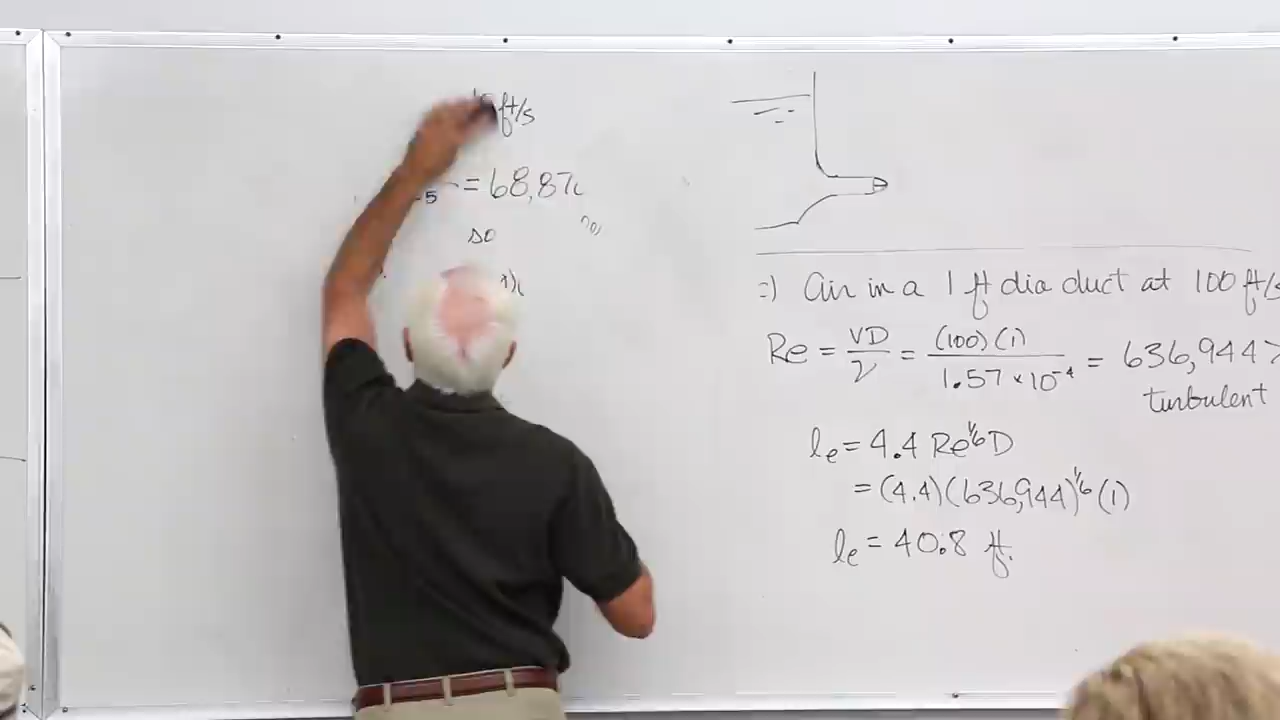 ft/s
-5 = 68,87
so
=) Air in a 1 ft dia duct at 100 ft/s
Re = VD/ν = (100)(1)/1.57 × 10⁻⁴ = 636,944 >
turbulent
le = 4.4 Re^1/6 D
= (4.4)(636,944)^1/6 (1)
le = 40.8 ft.